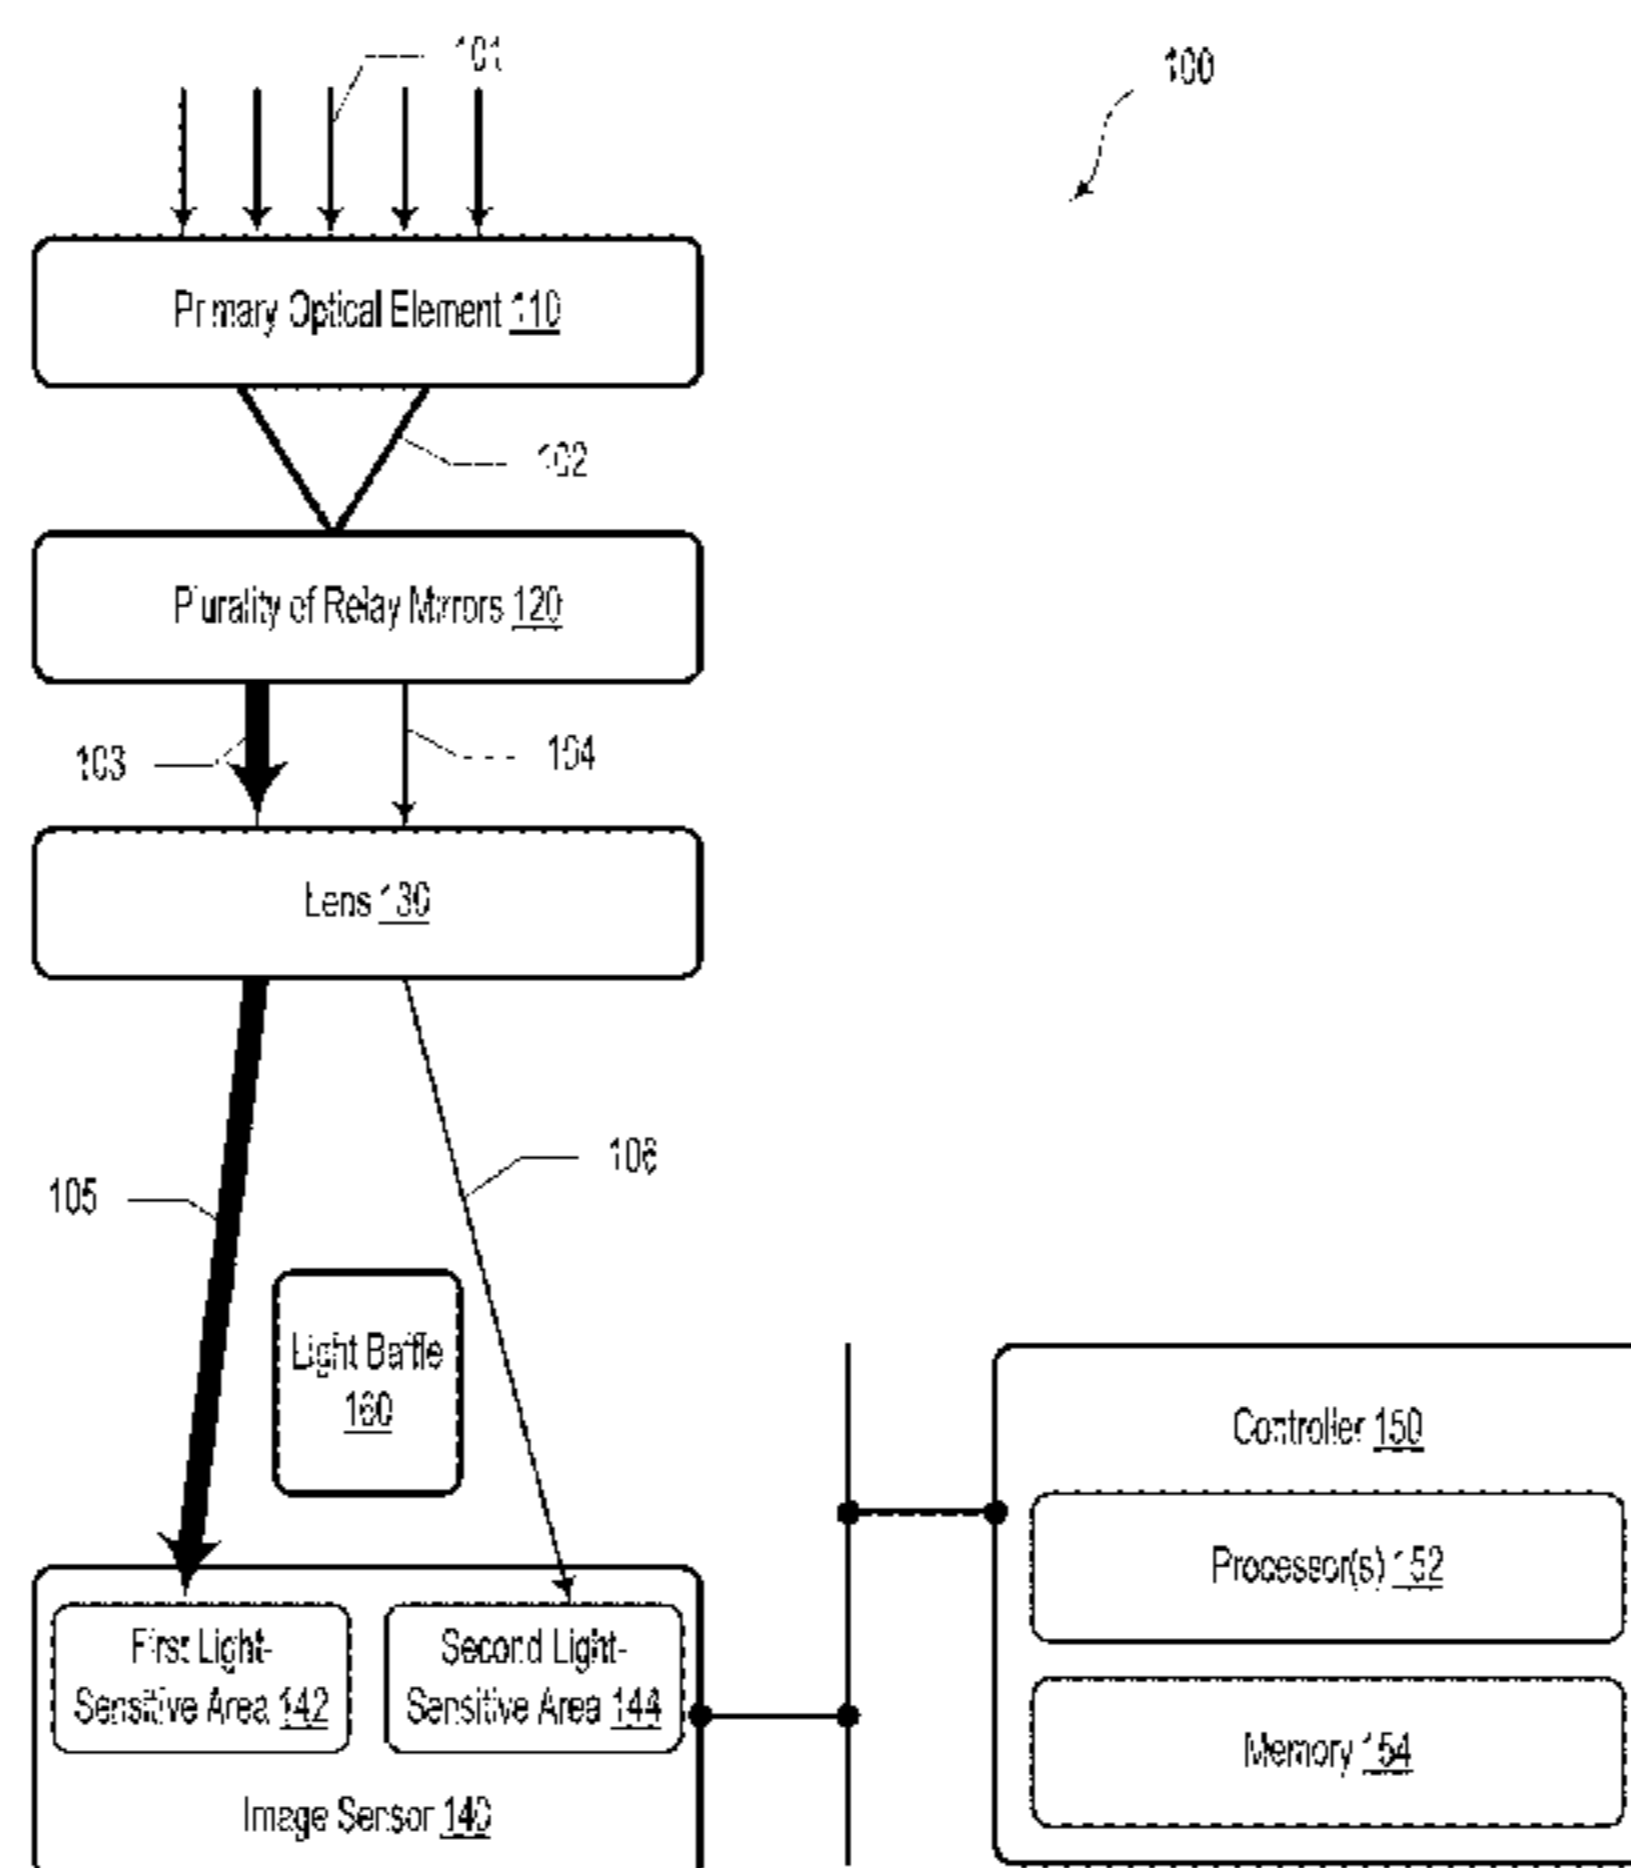 101
100
Primary Optical Element 110
102
Plurality of Relay Mirrors 120
103
104
Lens 130
105
106
Light Baffle
160
Controller 150
Processor(s) 152
Memory 154
First Light-
Sensitive Area 142
Second Light-
Sensitive Area 144
Image Sensor 140